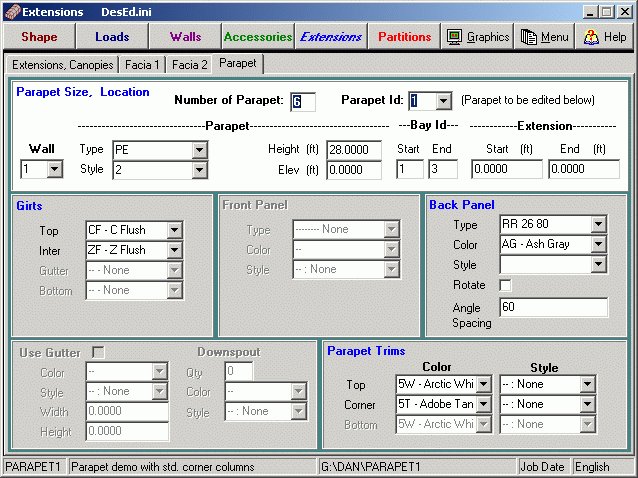 Extensions DesEd.ini
Shape Loads Walls Accessories Extensions Partitions Graphics Menu Help
Extensions, Canopies Facia 1 Facia 2 Parapet
Parapet Size, Location Number of Parapet: 6 Parapet Id: 1 (Parapet to be edited below)
Parapet Bay Id Extension
Wall Type PE Height (ft) 28.0000 Start End Start (ft) End (ft)
1 Style 2 Elev (ft) 0.0000 1 3 0.0000 0.0000
Girts
Top CF - C Flush
Inter ZF - Z Flush
Gutter -- - None
Bottom -- - None
Front Panel
Type -------- None
Color --
Style -- : None
Back Panel
Type RR 26 80
Color AG - Ash Gray
Style
Rotate
Angle Spacing 60
Use Gutter
Color --
Style -- : None
Width 0.0000
Height 0.0000
Downspout
Qty 0
Color --
Style -- : None
Parapet Trims
Color Style
Top 5W - Arctic Whi -- : None
Corner 5T - Adobe Tan -- : None
Bottom 5W - Arctic Whi -- : None
PARAPET1 Parapet demo with std. corner columns G:\DAN\PARAPET1 Job Date English